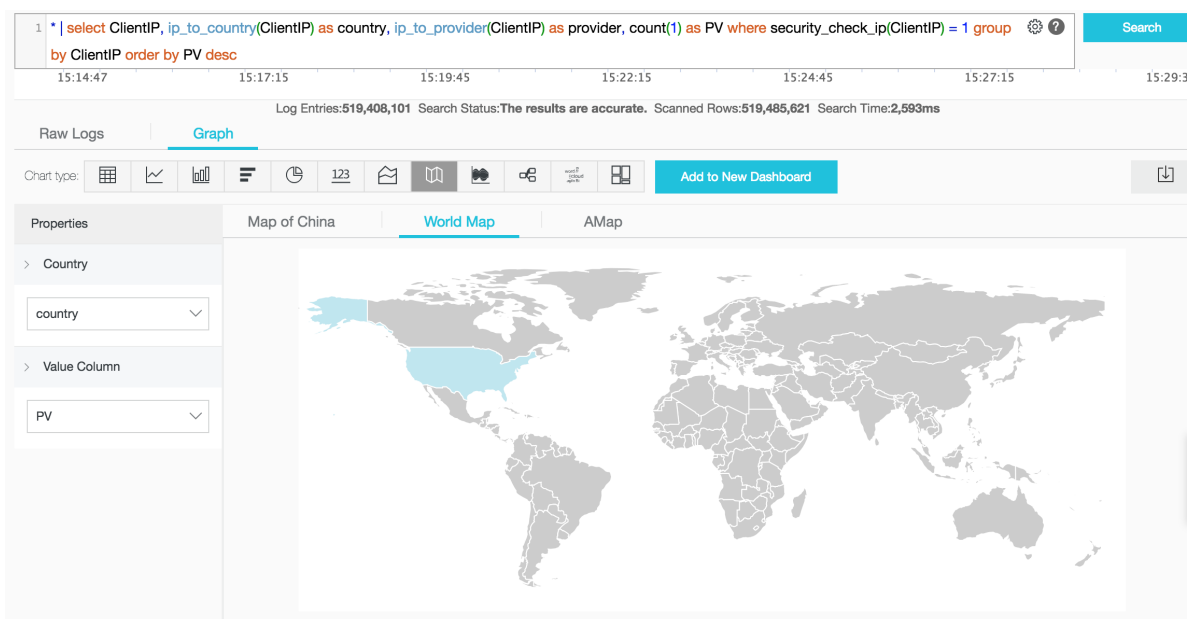 1 * | select ClientIP, ip_to_country(ClientIP) as country, ip_to_provider(ClientIP) as provider, count(1) as PV where security_check_ip(ClientIP) = 1 group
by ClientIP order by PV desc
Search
15:14:47 15:17:15 15:19:45 15:22:15 15:24:45 15:27:15 15:29:3
Log Entries:519,408,101 Search Status:The results are accurate. Scanned Rows:519,485,621 Search Time:2,593ms
Raw Logs Graph
Chart type: 123 Add to New Dashboard
Properties Map of China World Map AMap
Country
country
Value Column
PV